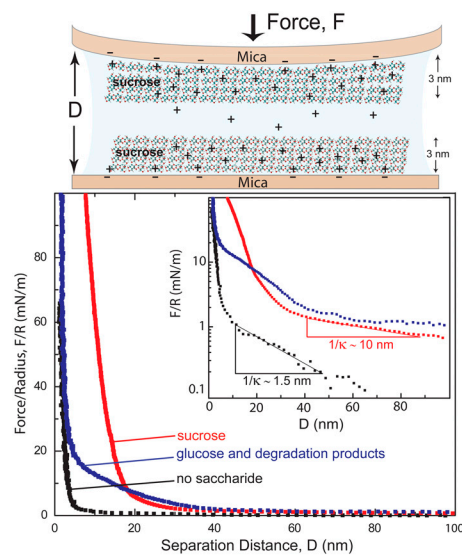 Force, F
Mica
sucrose
3 nm
D
sucrose
3 nm
Mica
Force/Radius, F/R (mN/m)
100
80
60
40
20
0
F/R (mN/m)
10
1
0.1
1/κ ~ 10 nm
1/κ ~ 1.5 nm
0 20 40 60 80
D (nm)
sucrose
glucose and degradation products
no saccharide
0 20 40 60 80 100
Separation Distance, D (nm)